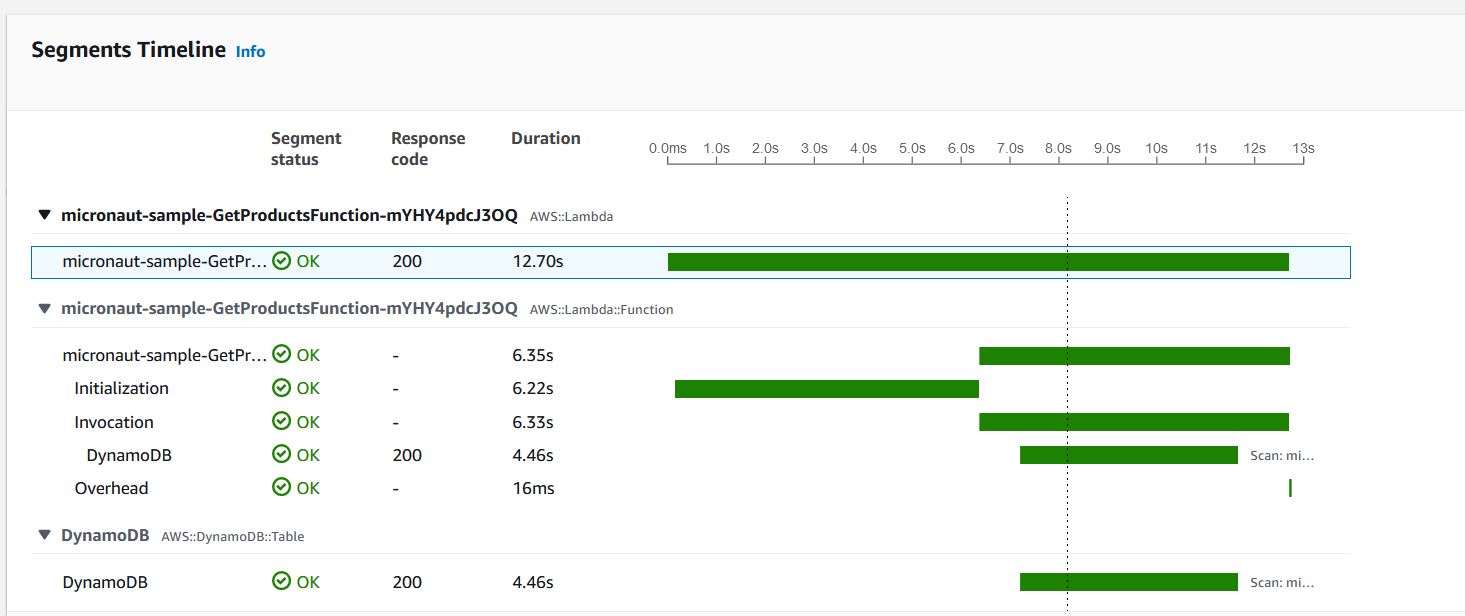 Segments Timeline Info
Segment status Response code Duration
0.0ms 1.0s 2.0s 3.0s 4.0s 5.0s 6.0s 7.0s 8.0s 9.0s 10s 11s 12s 13s
micronaut-sample-GetProductsFunction-mYHY4pdcJ3OQ AWS::Lambda
micronaut-sample-GetPr... OK 200 12.70s
micronaut-sample-GetProductsFunction-mYHY4pdcJ3OQ AWS::Lambda::Function
micronaut-sample-GetPr... OK - 6.35s
Initialization OK - 6.22s
Invocation OK - 6.33s
DynamoDB OK 200 4.46s Scan: mi...
Overhead OK - 16ms
DynamoDB AWS::DynamoDB::Table
DynamoDB OK 200 4.46s Scan: mi...